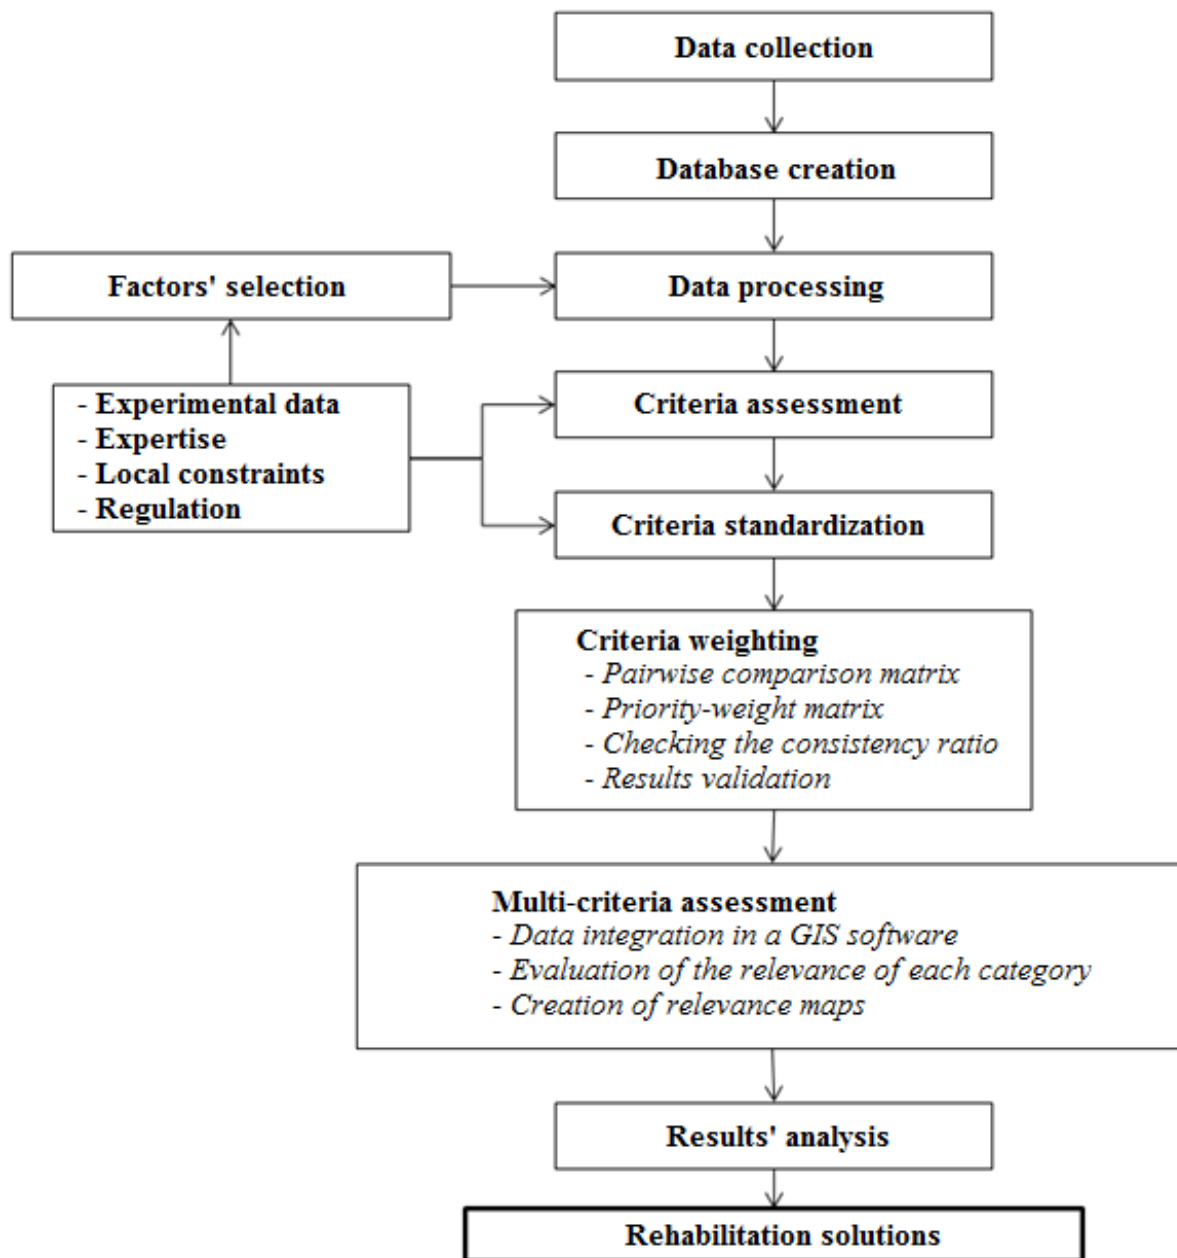 Data collection
Database creation
Factors' selection
Data processing
- Experimental data
- Expertise
- Local constraints
- Regulation
Criteria assessment
Criteria standardization
Criteria weighting
- Pairwise comparison matrix
- Priority-weight matrix
- Checking the consistency ratio
- Results validation
Multi-criteria assessment
- Data integration in a GIS software
- Evaluation of the relevance of each category
- Creation of relevance maps
Results' analysis
Rehabilitation solutions